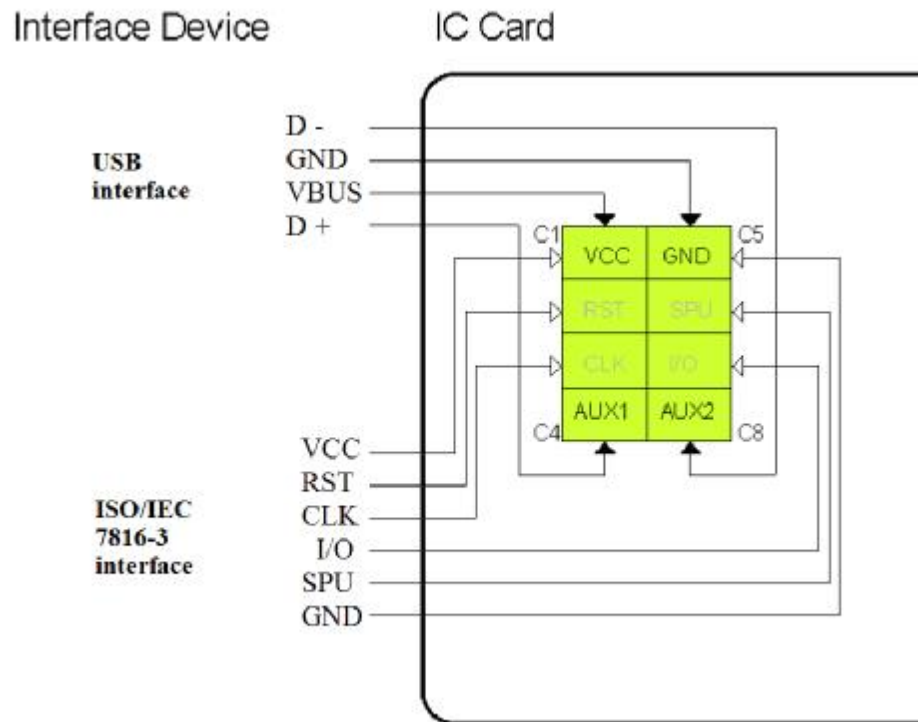 Interface Device
IC Card
D -
GND
VBUS
D +
USB
interface
C1
C5
VCC
GND
RST
SPU
CLK
I/O
AUX1
AUX2
C4
C8
VCC
RST
CLK
I/O
SPU
GND
ISO/IEC
7816-3
interface